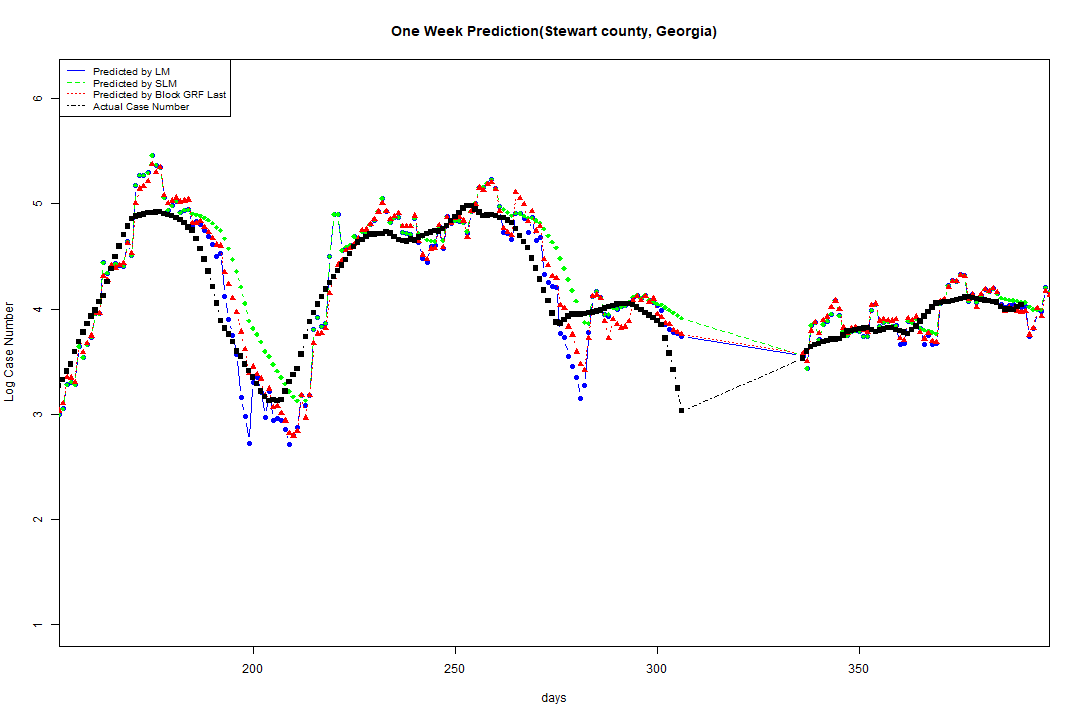 One Week Prediction(Stewart county, Georgia)
Predicted by LM
Predicted by SLM
Predicted by Block GRF Last
Actual Case Number
6
5
4
3
2
1
Log Case Number
200
250
300
350
days